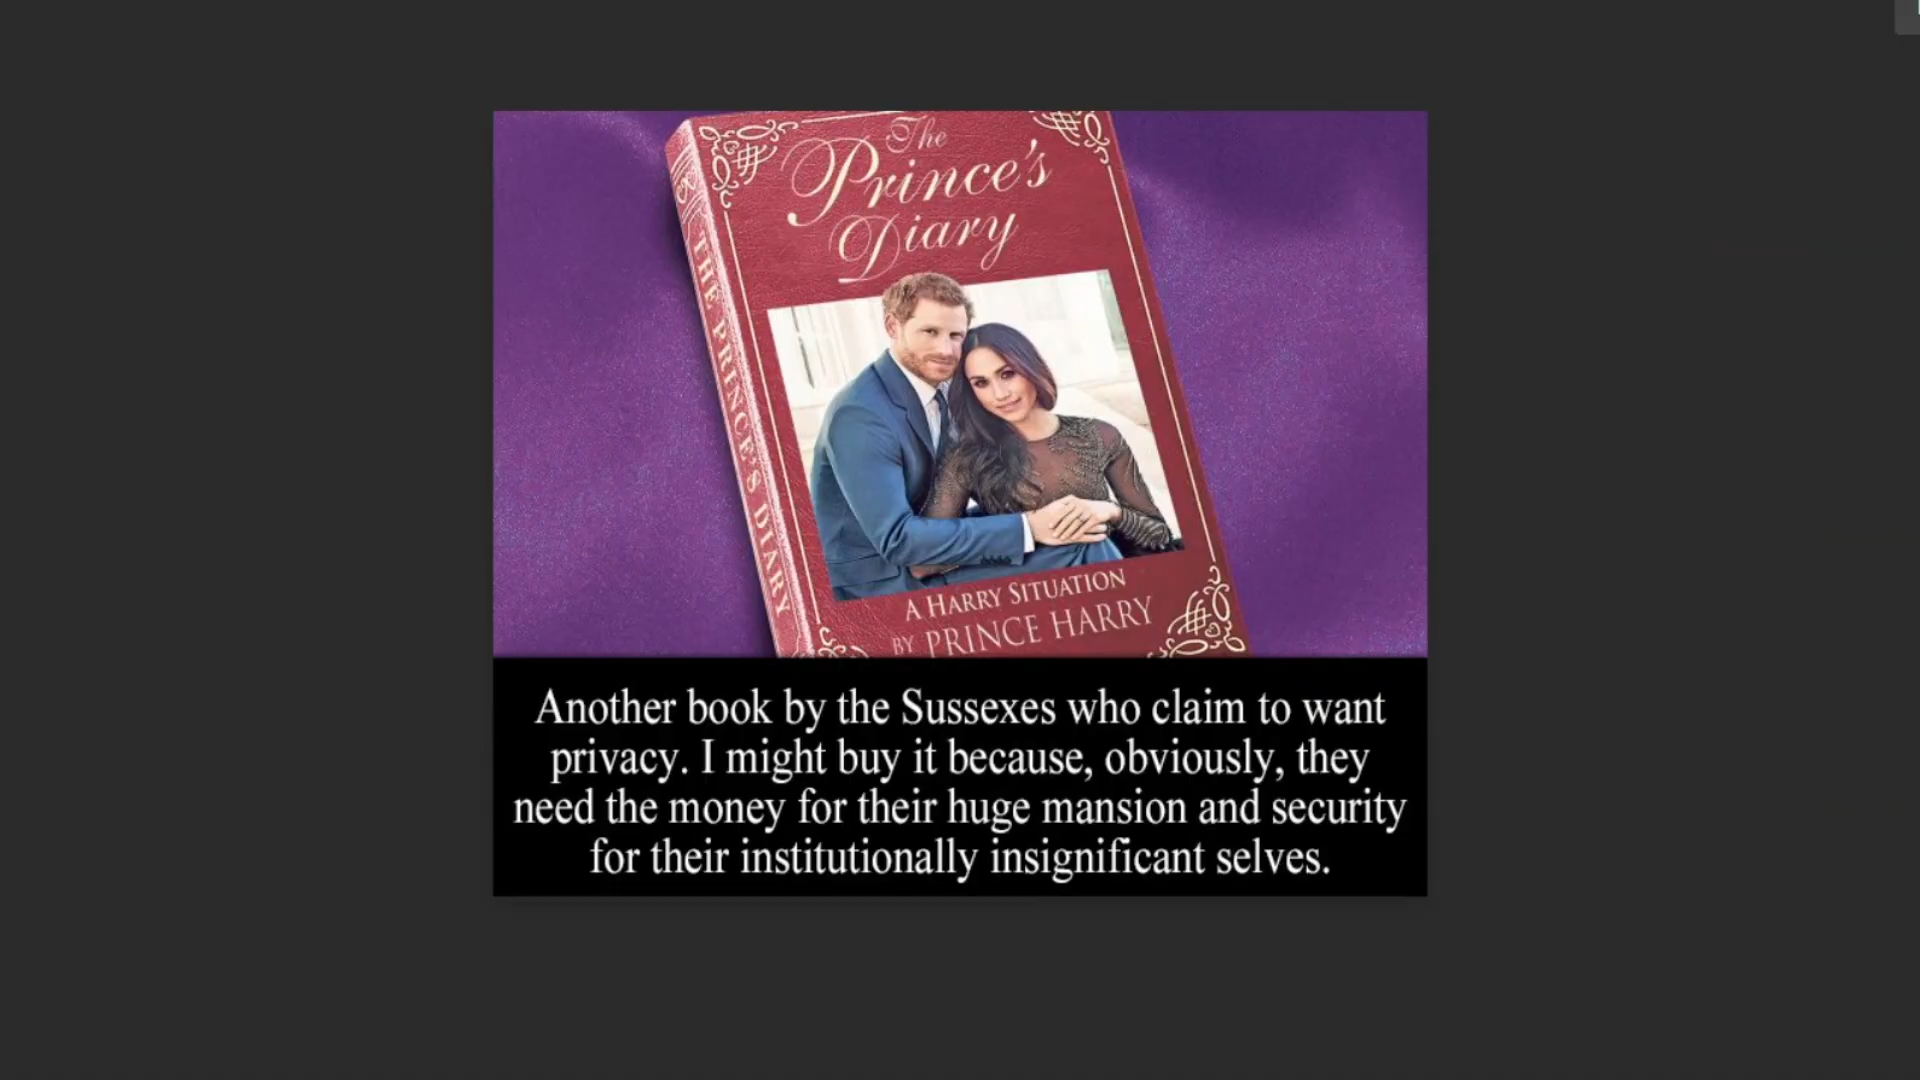 The
Prince's
Diary
THE PRINCE'S DIARY
A HARRY SITUATION
BY PRINCE HARRY
Another book by the Sussexes who claim to want
privacy. I might buy it because, obviously, they
need the money for their huge mansion and security
for their institutionally insignificant selves.